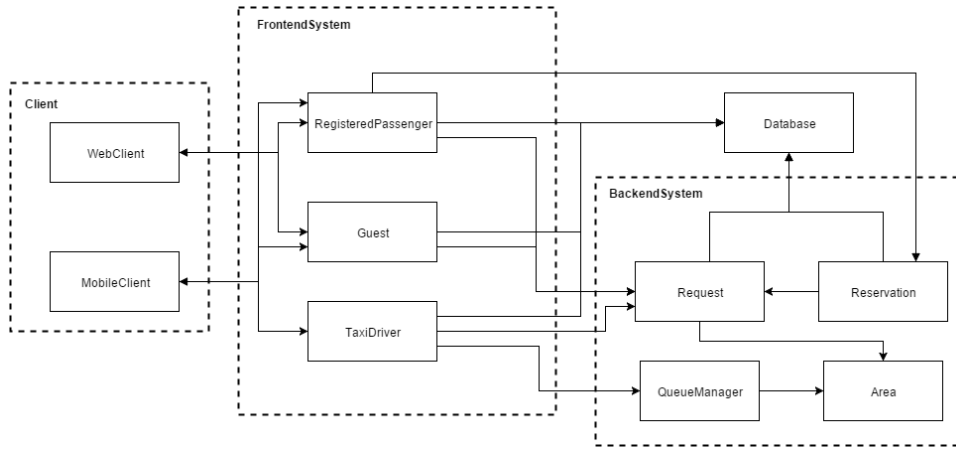 FrontendSystem
Client
RegisteredPassenger
Database
WebClient
BackendSystem
Guest
MobileClient
Request
Reservation
TaxiDriver
QueueManager
Area